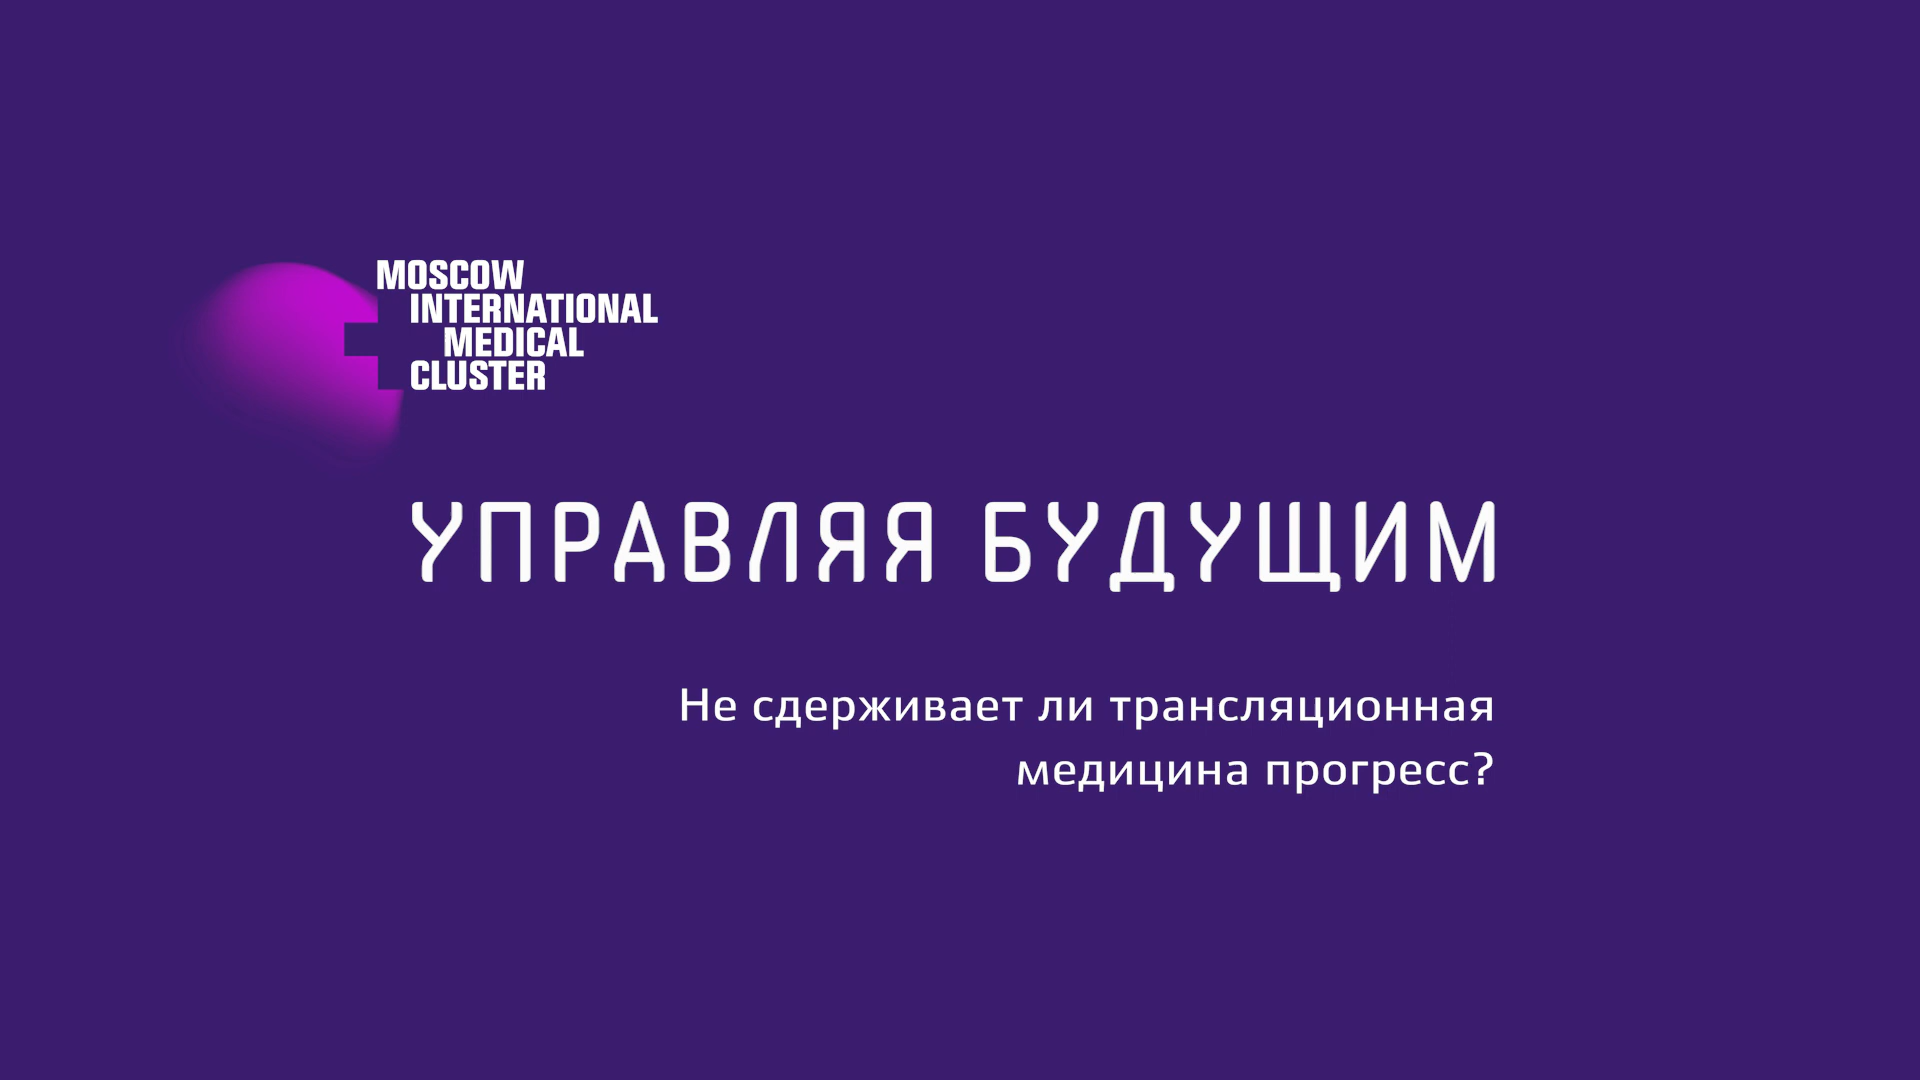 MOSCOW
INTERNATIONAL
MEDICAL
CLUSTER
УПРАВЛЯЯ БУДУЩИМ
Не сдерживает ли трансляционная
медицина прогресс?